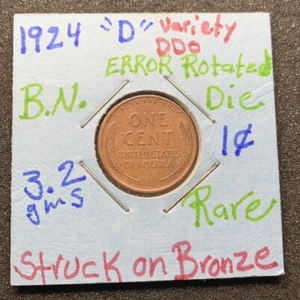 1924 "D" Variety
DDO
ERROR Rotated
B.N. Die
ONE
CENT
UNITED STATES
OF AMERICA
1¢
3.2
gms
Rare
Struck on Bronze